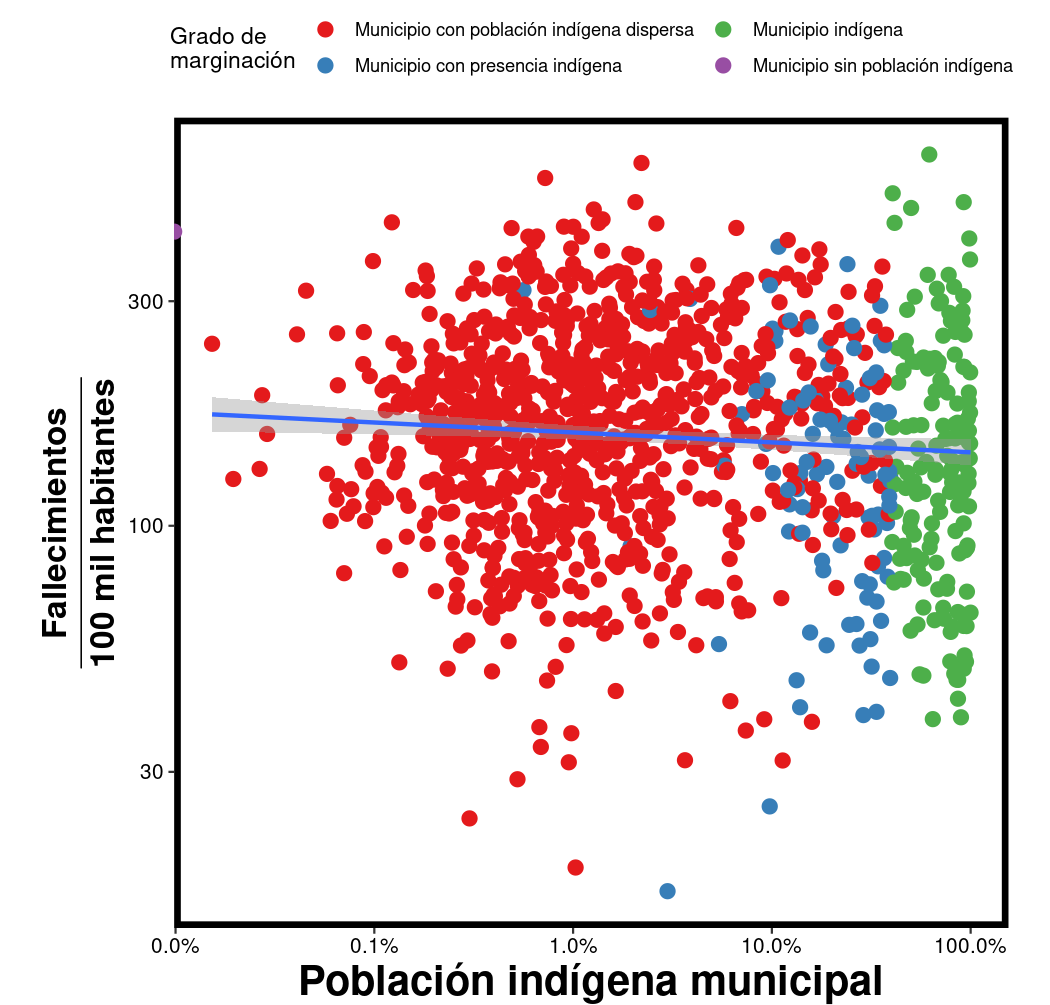 Grado de
marginación
Municipio con población indígena dispersa
Municipio con presencia indígena
Municipio indígena
Municipio sin población indígena
Fallecimientos
100 mil habitantes
300
100
30
0.0%
0.1%
1.0%
10.0%
100.0%
Población indígena municipal